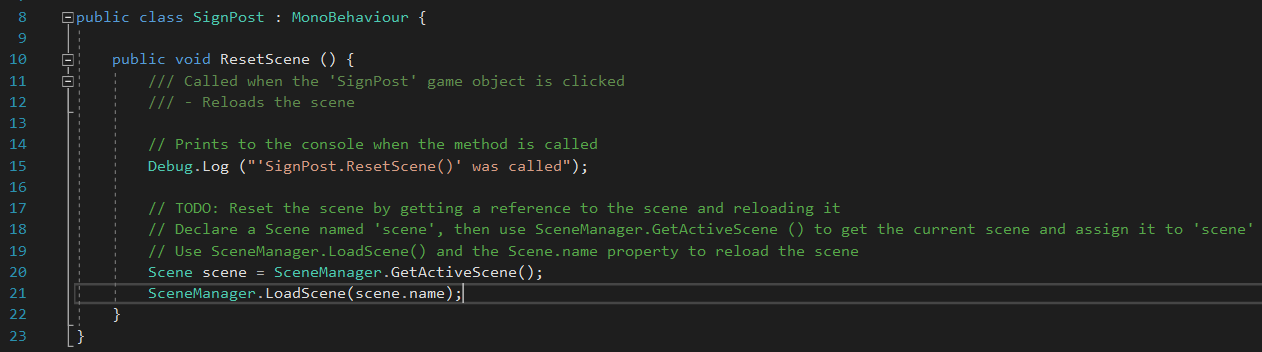 8 public class SignPost : MonoBehaviour {
9
10 public void ResetScene () {
11 /// Called when the 'SignPost' game object is clicked
12 /// - Reloads the scene
13
14 // Prints to the console when the method is called
15 Debug.Log ("'SignPost.ResetScene()' was called");
16
17 // TODO: Reset the scene by getting a reference to the scene and reloading it
18 // Declare a Scene named 'scene', then use SceneManager.GetActiveScene () to get the current scene and assign it to 'scene'
19 // Use SceneManager.LoadScene() and the Scene.name property to reload the scene
20 Scene scene = SceneManager.GetActiveScene();
21 SceneManager.LoadScene(scene.name);
22 }
23 }